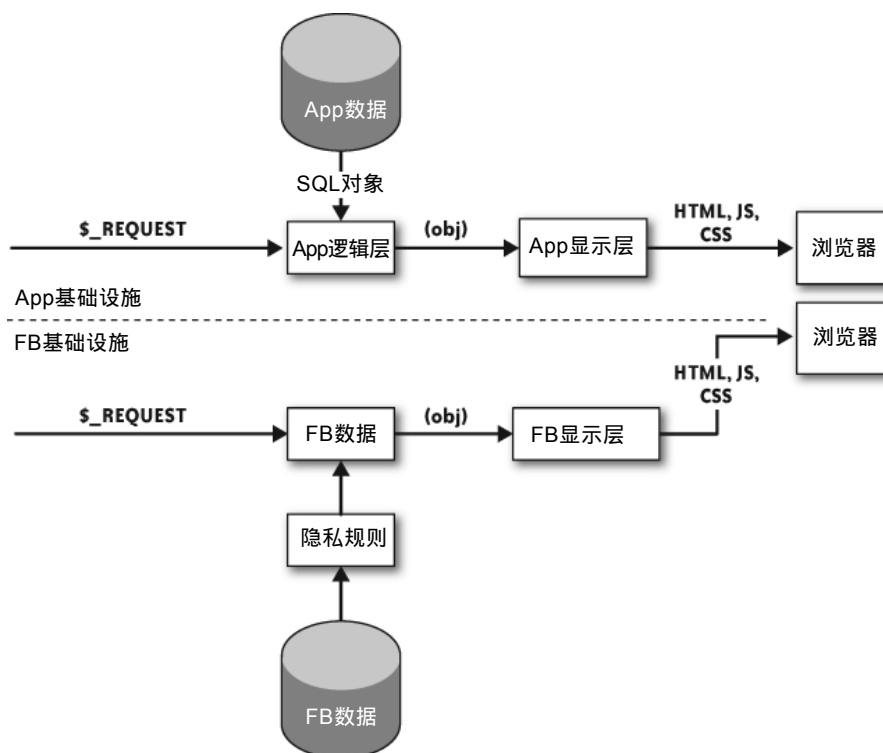 App数据
SQL对象
$_REQUEST
App逻辑层
(obj)
App显示层
HTML, JS,
CSS
浏览器
App基础设施
FB基础设施
浏览器
HTML, JS,
CSS
$_REQUEST
FB数据
(obj)
FB显示层
隐私规则
FB数据